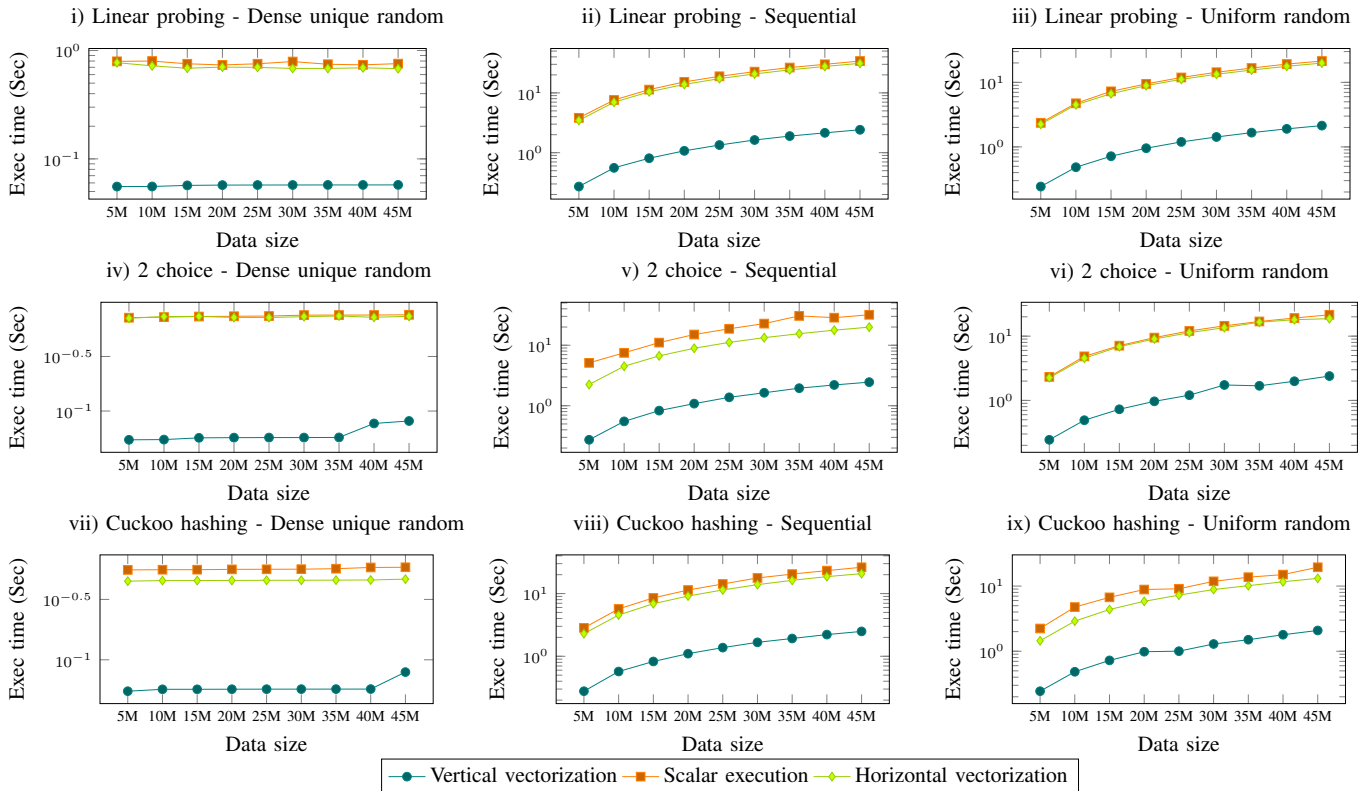 i) Linear probing - Dense unique random
Exec time (Sec)
10^0
10^−1
5M 10M 15M 20M 25M 30M 35M 40M 45M
Data size
ii) Linear probing - Sequential
Exec time (Sec)
10^1
10^0
5M 10M 15M 20M 25M 30M 35M 40M 45M
Data size
iii) Linear probing - Uniform random
Exec time (Sec)
10^1
10^0
5M 10M 15M 20M 25M 30M 35M 40M 45M
Data size
iv) 2 choice - Dense unique random
Exec time (Sec)
10^−0.5
10^−1
5M 10M 15M 20M 25M 30M 35M 40M 45M
Data size
v) 2 choice - Sequential
Exec time (Sec)
10^1
10^0
5M 10M 15M 20M 25M 30M 35M 40M 45M
Data size
vi) 2 choice - Uniform random
Exec time (Sec)
10^1
10^0
5M 10M 15M 20M 25M 30M 35M 40M 45M
Data size
vii) Cuckoo hashing - Dense unique random
Exec time (Sec)
10^−0.5
10^−1
5M 10M 15M 20M 25M 30M 35M 40M 45M
Data size
viii) Cuckoo hashing - Sequential
Exec time (Sec)
10^1
10^0
5M 10M 15M 20M 25M 30M 35M 40M 45M
Data size
ix) Cuckoo hashing - Uniform random
Exec time (Sec)
10^1
10^0
5M 10M 15M 20M 25M 30M 35M 40M 45M
Data size
Vertical vectorization Scalar execution Horizontal vectorization